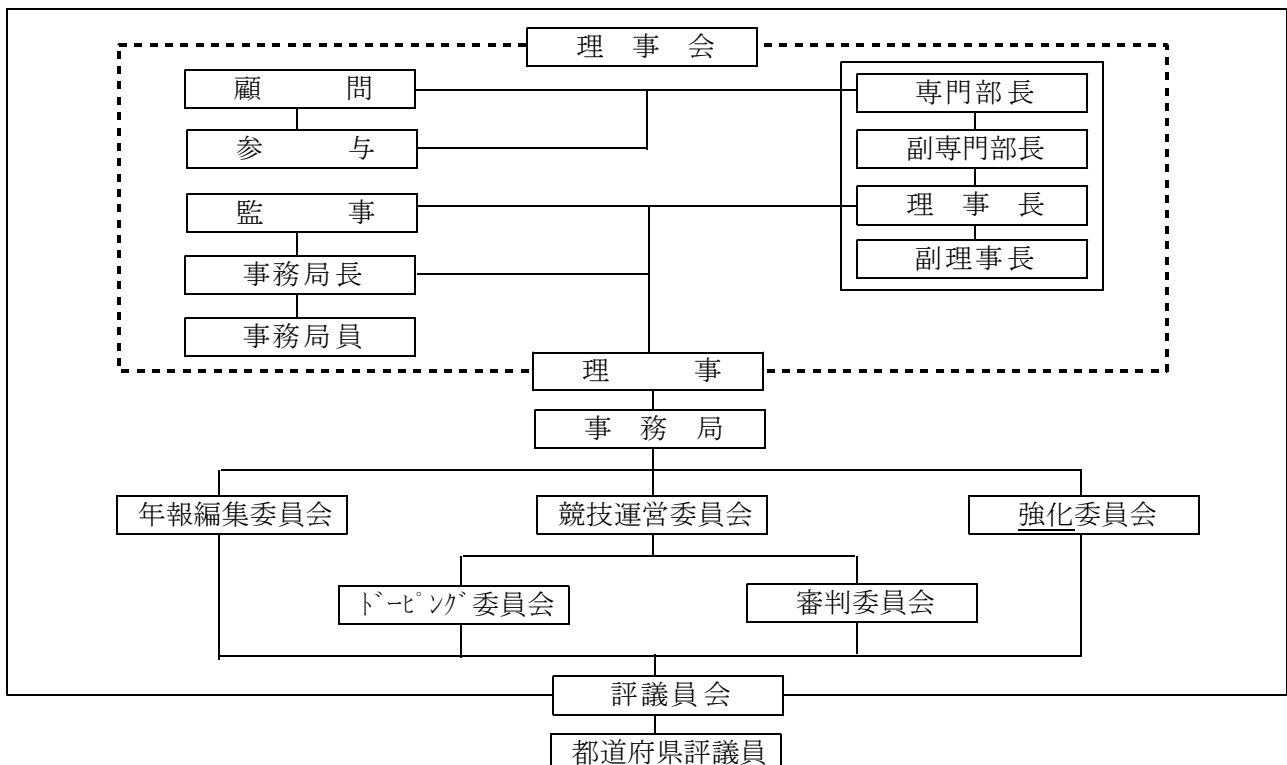 理事会
顧問
専門部長
参与
副専門部長
監事
理事長
事務局長
副理事長
事務局員
理事
事務局
年報編集委員会
競技運営委員会
強化委員会
ﾄﾞｰﾋﾟﾝｸﾞ委員会
審判委員会
評議員会
都道府県評議員